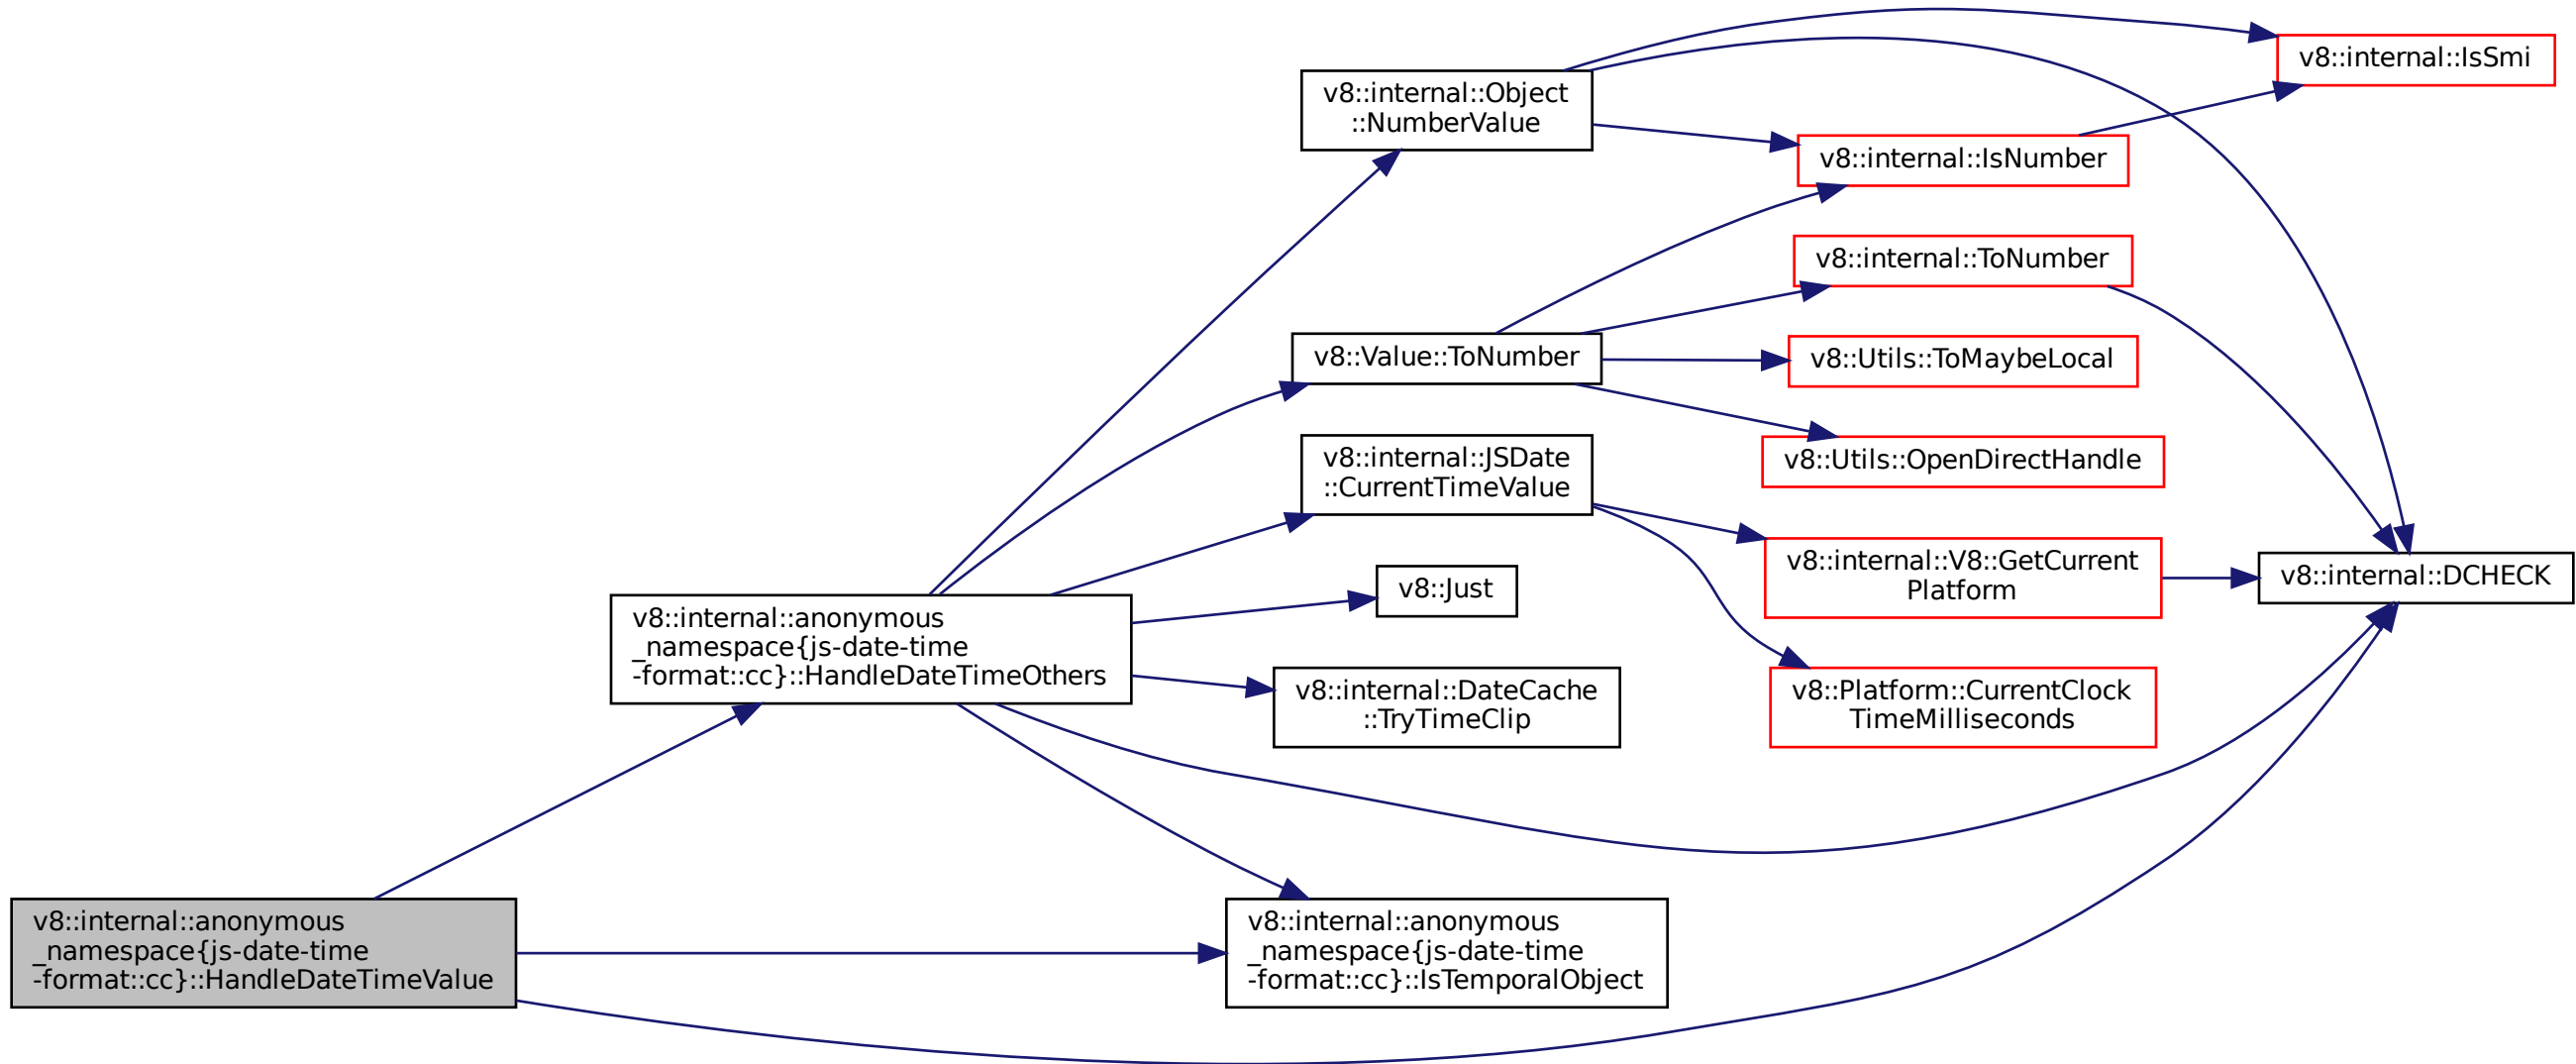 v8::internal::Object
::NumberValue
v8::internal::IsSmi
v8::internal::IsNumber
v8::internal::ToNumber
v8::Value::ToNumber
v8::Utils::ToMaybeLocal
v8::Utils::OpenDirectHandle
v8::internal::JSDate
::CurrentTimeValue
v8::internal::V8::GetCurrent
Platform
v8::internal::DCHECK
v8::Just
v8::internal::anonymous
_namespace{js-date-time
-format::cc}::HandleDateTimeOthers
v8::internal::DateCache
::TryTimeClip
v8::Platform::CurrentClock
TimeMilliseconds
v8::internal::anonymous
_namespace{js-date-time
-format::cc}::HandleDateTimeValue
v8::internal::anonymous
_namespace{js-date-time
-format::cc}::IsTemporalObject